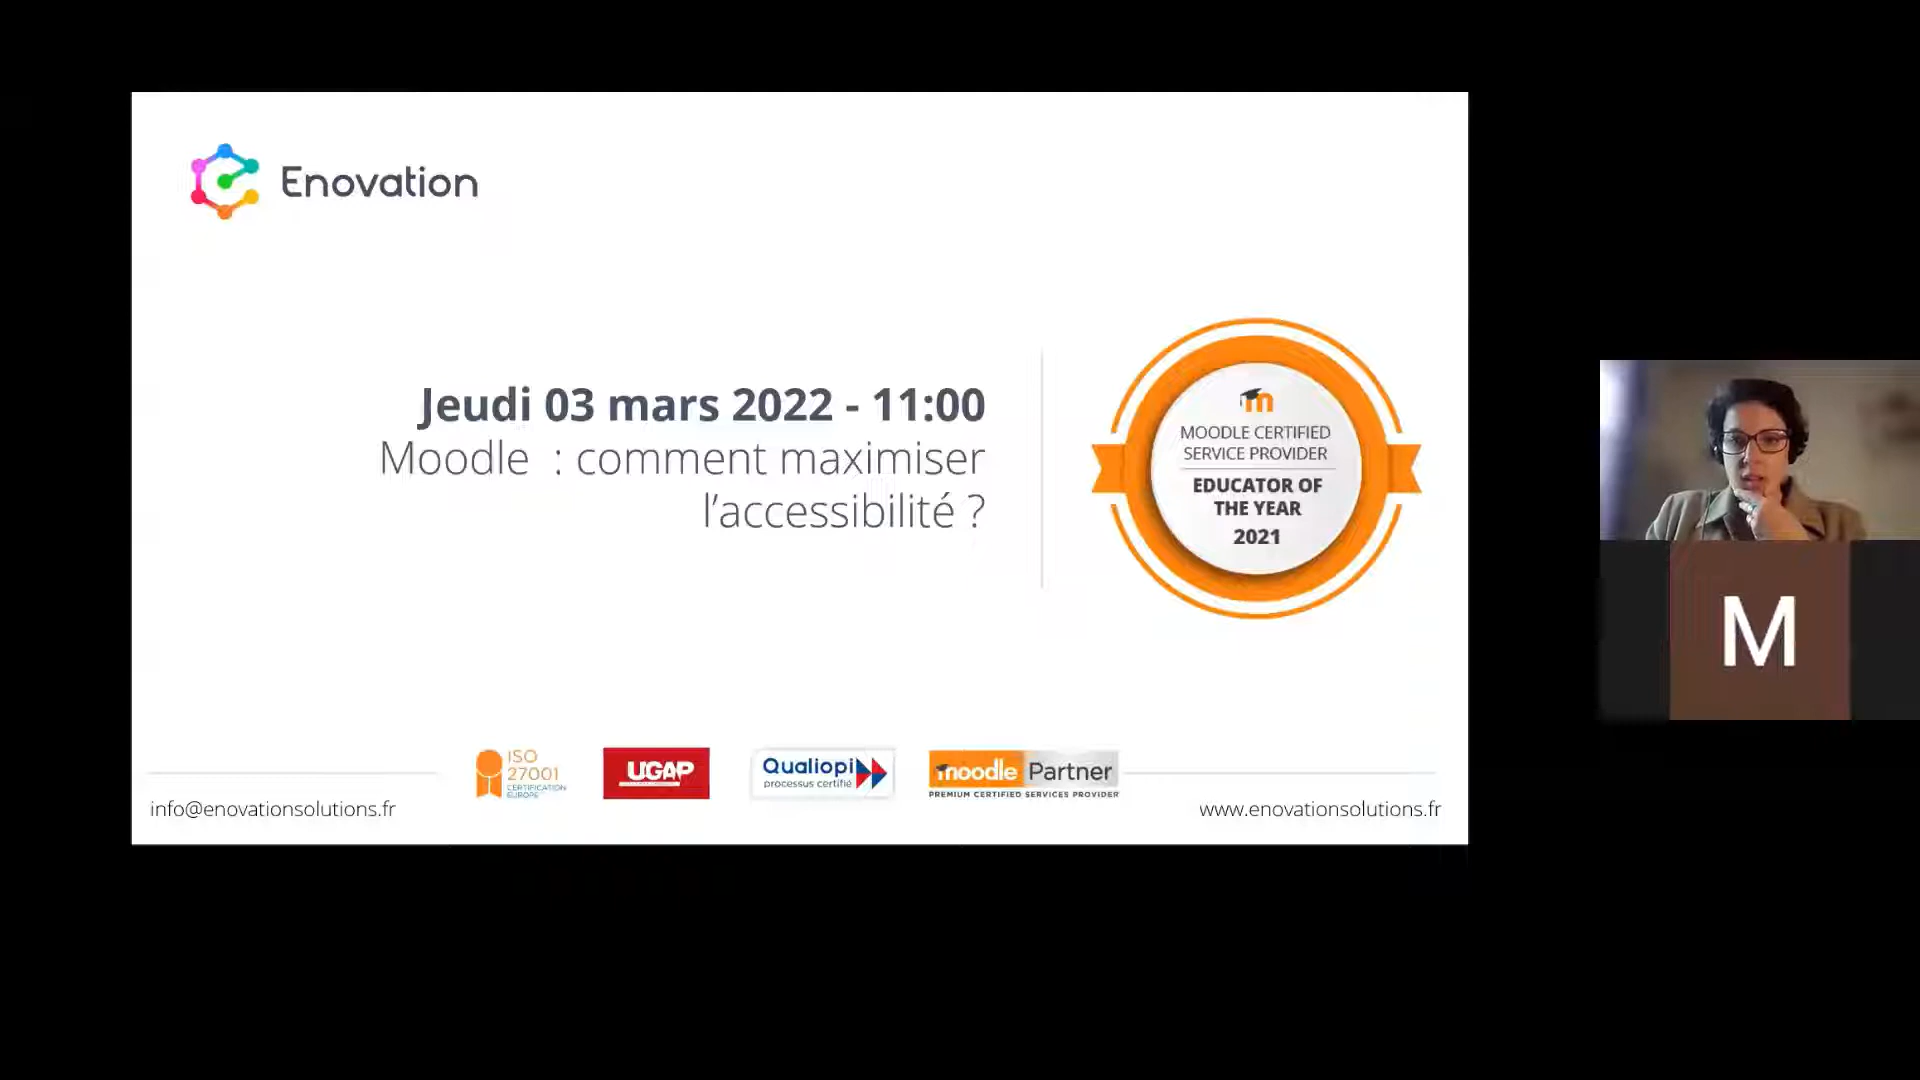 Enovation
Jeudi 03 mars 2022 - 11:00
Moodle  : comment maximiser
l’accessibilité ?
m
MOODLE CERTIFIED
SERVICE PROVIDER
EDUCATOR OF
THE YEAR
2021
M
ISO
27001
CERTIFICATION
EUROPE
UGAP
Qualiopi
processus certifié
moodle Partner
PREMIUM CERTIFIED SERVICES PROVIDER
info@enovationsolutions.fr
www.enovationsolutions.fr